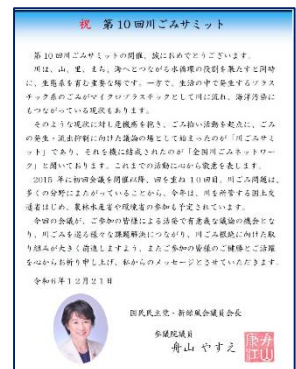 祝 第10回川ごみサミット
第10回川ごみサミットの開催、誠におめでとうございます。
川は、山、里、まち、海へとつながる水循環の役割を果たすと同時
に、生態系を育む重要な場です。一方で、生活の中で発生するプラス
チック系のごみがマイクロプラスチックとして川に流れ、海洋汚染に
もつながっている現状もあります。
そのような現状に対し危機感を抱き、ごみ拾い活動を起点に、ごみ
の発生・流出抑制に向けた議論の場として始まったのが「川ごみサミ
ット」であり、それを機に結成されたのが「全国川ごみネットワー
ク」と聞いております。これまでの活動に心から敬意を表します。
2015年に初回会議を開催以降、回を重ね10回目。川ごみ問題は、
多くの分野にまたがっていることから、今年は、川を所管する国土交
通省はじめ、農林水産省や環境省の参加も予定されています。
今回の会議が、ご参加の皆様による活発で有意義な議論の機会とな
り、川ごみを巡る様々な課題解決につながり、川ごみ根絶に向けた取
り組みが大きく前進しますよう、またご参加の皆様のご健勝とご活躍
を心からお祈り申し上げ、私からのメッセージとさせていただきます。
令和6年12月21日
国民民主党・新緑風会議員会長
参議院議員
舟山 やすえ
舟山
康江